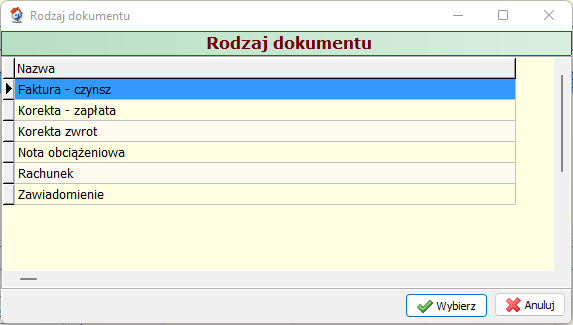 Rodzaj dokumentu
Rodzaj dokumentu
Nazwa
Faktura - czynsz
Korekta - zapłata
Korekta zwrot
Nota obciążeniowa
Rachunek
Zawiadomienie
Wybierz Anuluj